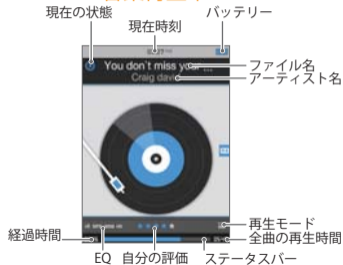 現在の状態
現在時刻
バッテリー
You don't miss your ...
ファイル名
Craig davi
アーティスト名
再生モード
経過時間
全曲の再生時間
EQ
自分の評価
ステータスバー